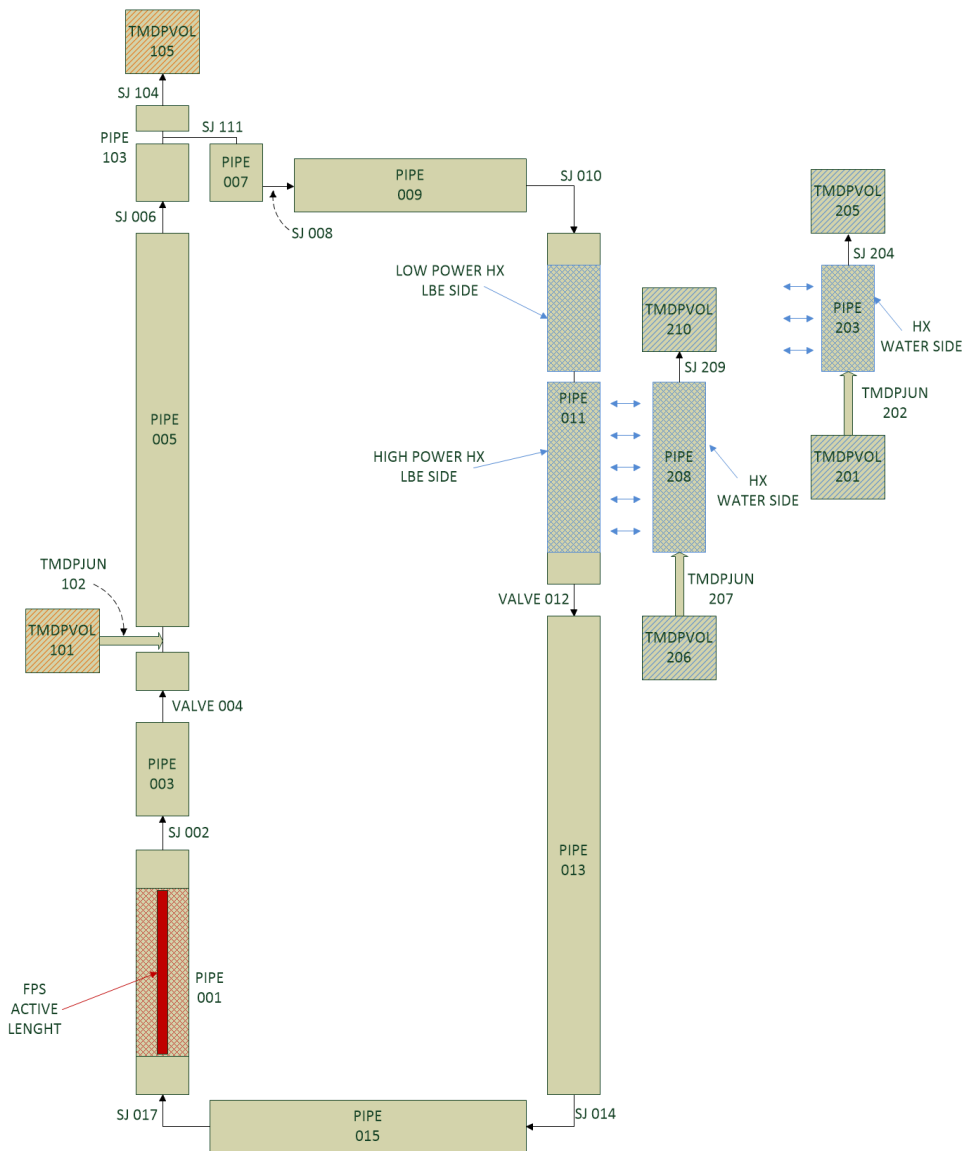 TMDPVOL
105
SJ 104
SJ 111
PIPE
103
PIPE
007
SJ 006
SJ 008
PIPE
009
SJ 010
TMDPVOL
205
SJ 204
LOW POWER HX
LBE SIDE
TMDPVOL
210
PIPE
203
HX
WATER SIDE
SJ 209
PIPE
011
TMDPJUN
202
PIPE
005
HIGH POWER HX
LBE SIDE
PIPE
208
HX
WATER SIDE
TMDPVOL
201
TMDPJUN
102
VALVE 012
TMDPJUN
207
TMDPVOL
101
TMDPVOL
206
VALVE 004
PIPE
003
SJ 002
PIPE
013
FPS
ACTIVE
LENGHT
PIPE
001
SJ 017
PIPE
015
SJ 014